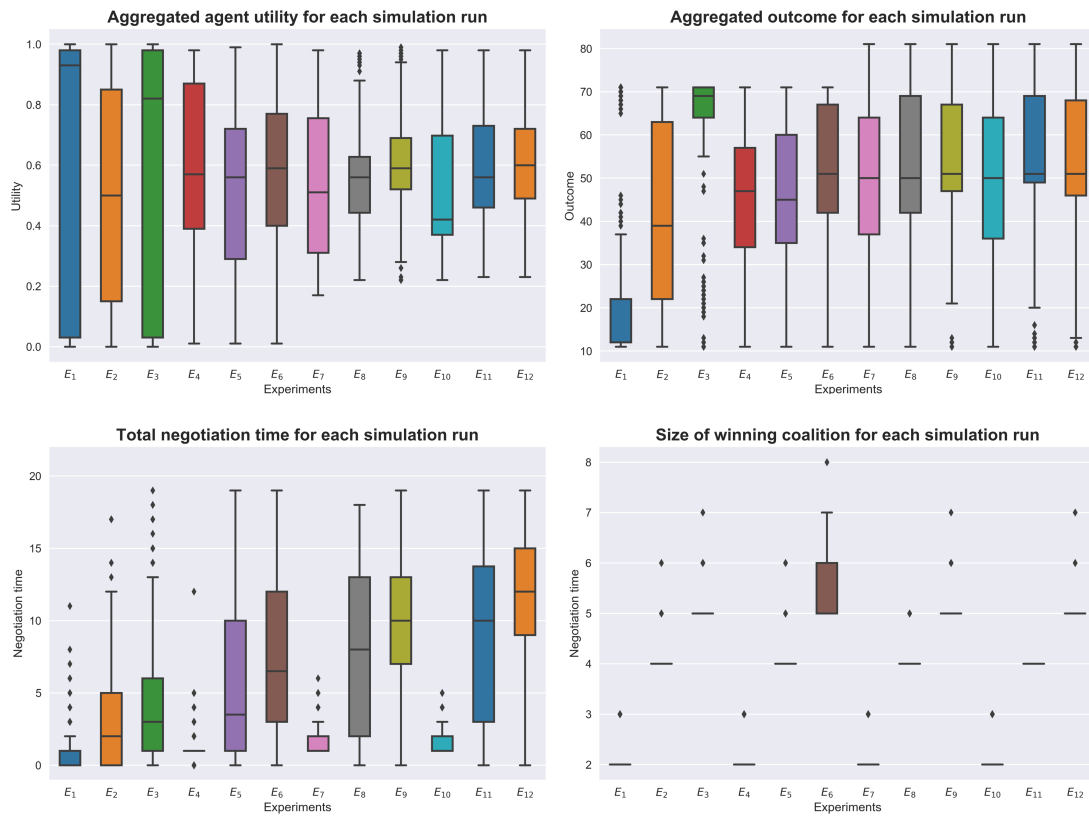 Aggregated agent utility for each simulation run
1.0
0.8
0.6
0.4
0.2
0.0
Utility
E1 E2 E3 E4 E5 E6 E7 E8 E9 E10 E11 E12
Experiments
Aggregated outcome for each simulation run
80
70
60
50
40
30
20
10
Outcome
E1 E2 E3 E4 E5 E6 E7 E8 E9 E10 E11 E12
Experiments
Total negotiation time for each simulation run
20
15
10
5
0
Negotiation time
E1 E2 E3 E4 E5 E6 E7 E8 E9 E10 E11 E12
Experiments
Size of winning coalition for each simulation run
8
7
6
5
4
3
2
Negotiation time
E1 E2 E3 E4 E5 E6 E7 E8 E9 E10 E11 E12
Experiments